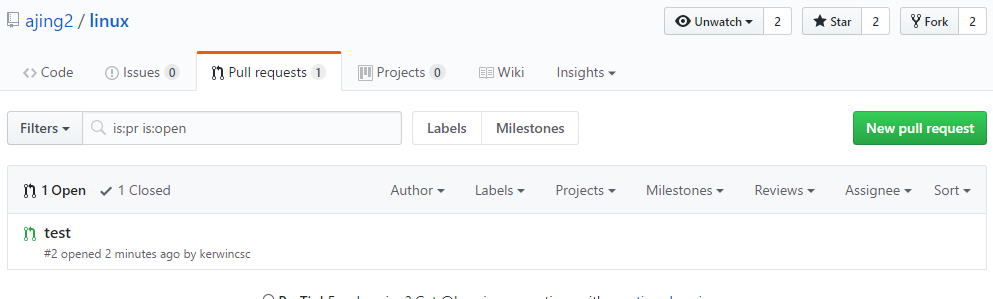 ajing2 / linux
Unwatch 2 Star 2 Fork 2
Code Issues 0 Pull requests 1 Projects 0 Wiki Insights
Filters is:pr is:open Labels Milestones New pull request
1 Open 1 Closed Author Labels Projects Milestones Reviews Assignee Sort
test
#2 opened 2 minutes ago by kerwincsc